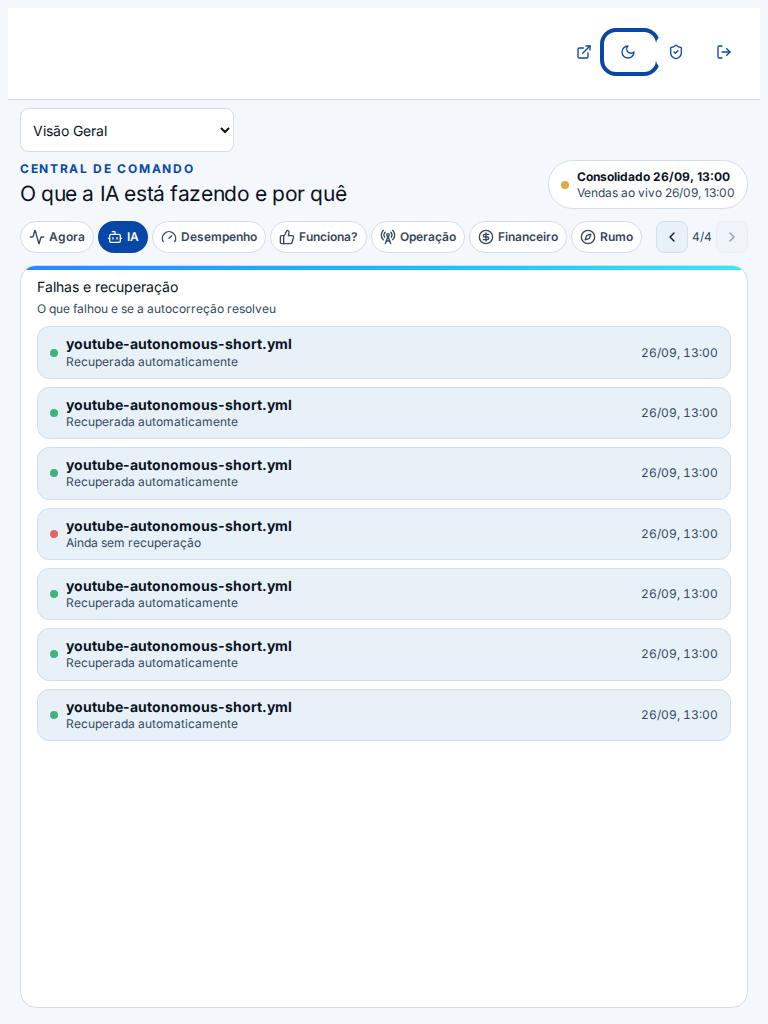 Visão Geral
CENTRAL DE COMANDO
O que a IA está fazendo e por quê
Consolidado 26/09, 13:00
Vendas ao vivo 26/09, 13:00
Agora
IA
Desempenho
Funciona?
Operação
Financeiro
Rumo
4/4
Falhas e recuperação
O que falhou e se a autocorreção resolveu
youtube-autonomous-short.yml
Recuperada automaticamente
26/09, 13:00
youtube-autonomous-short.yml
Recuperada automaticamente
26/09, 13:00
youtube-autonomous-short.yml
Recuperada automaticamente
26/09, 13:00
youtube-autonomous-short.yml
Ainda sem recuperação
26/09, 13:00
youtube-autonomous-short.yml
Recuperada automaticamente
26/09, 13:00
youtube-autonomous-short.yml
Recuperada automaticamente
26/09, 13:00
youtube-autonomous-short.yml
Recuperada automaticamente
26/09, 13:00